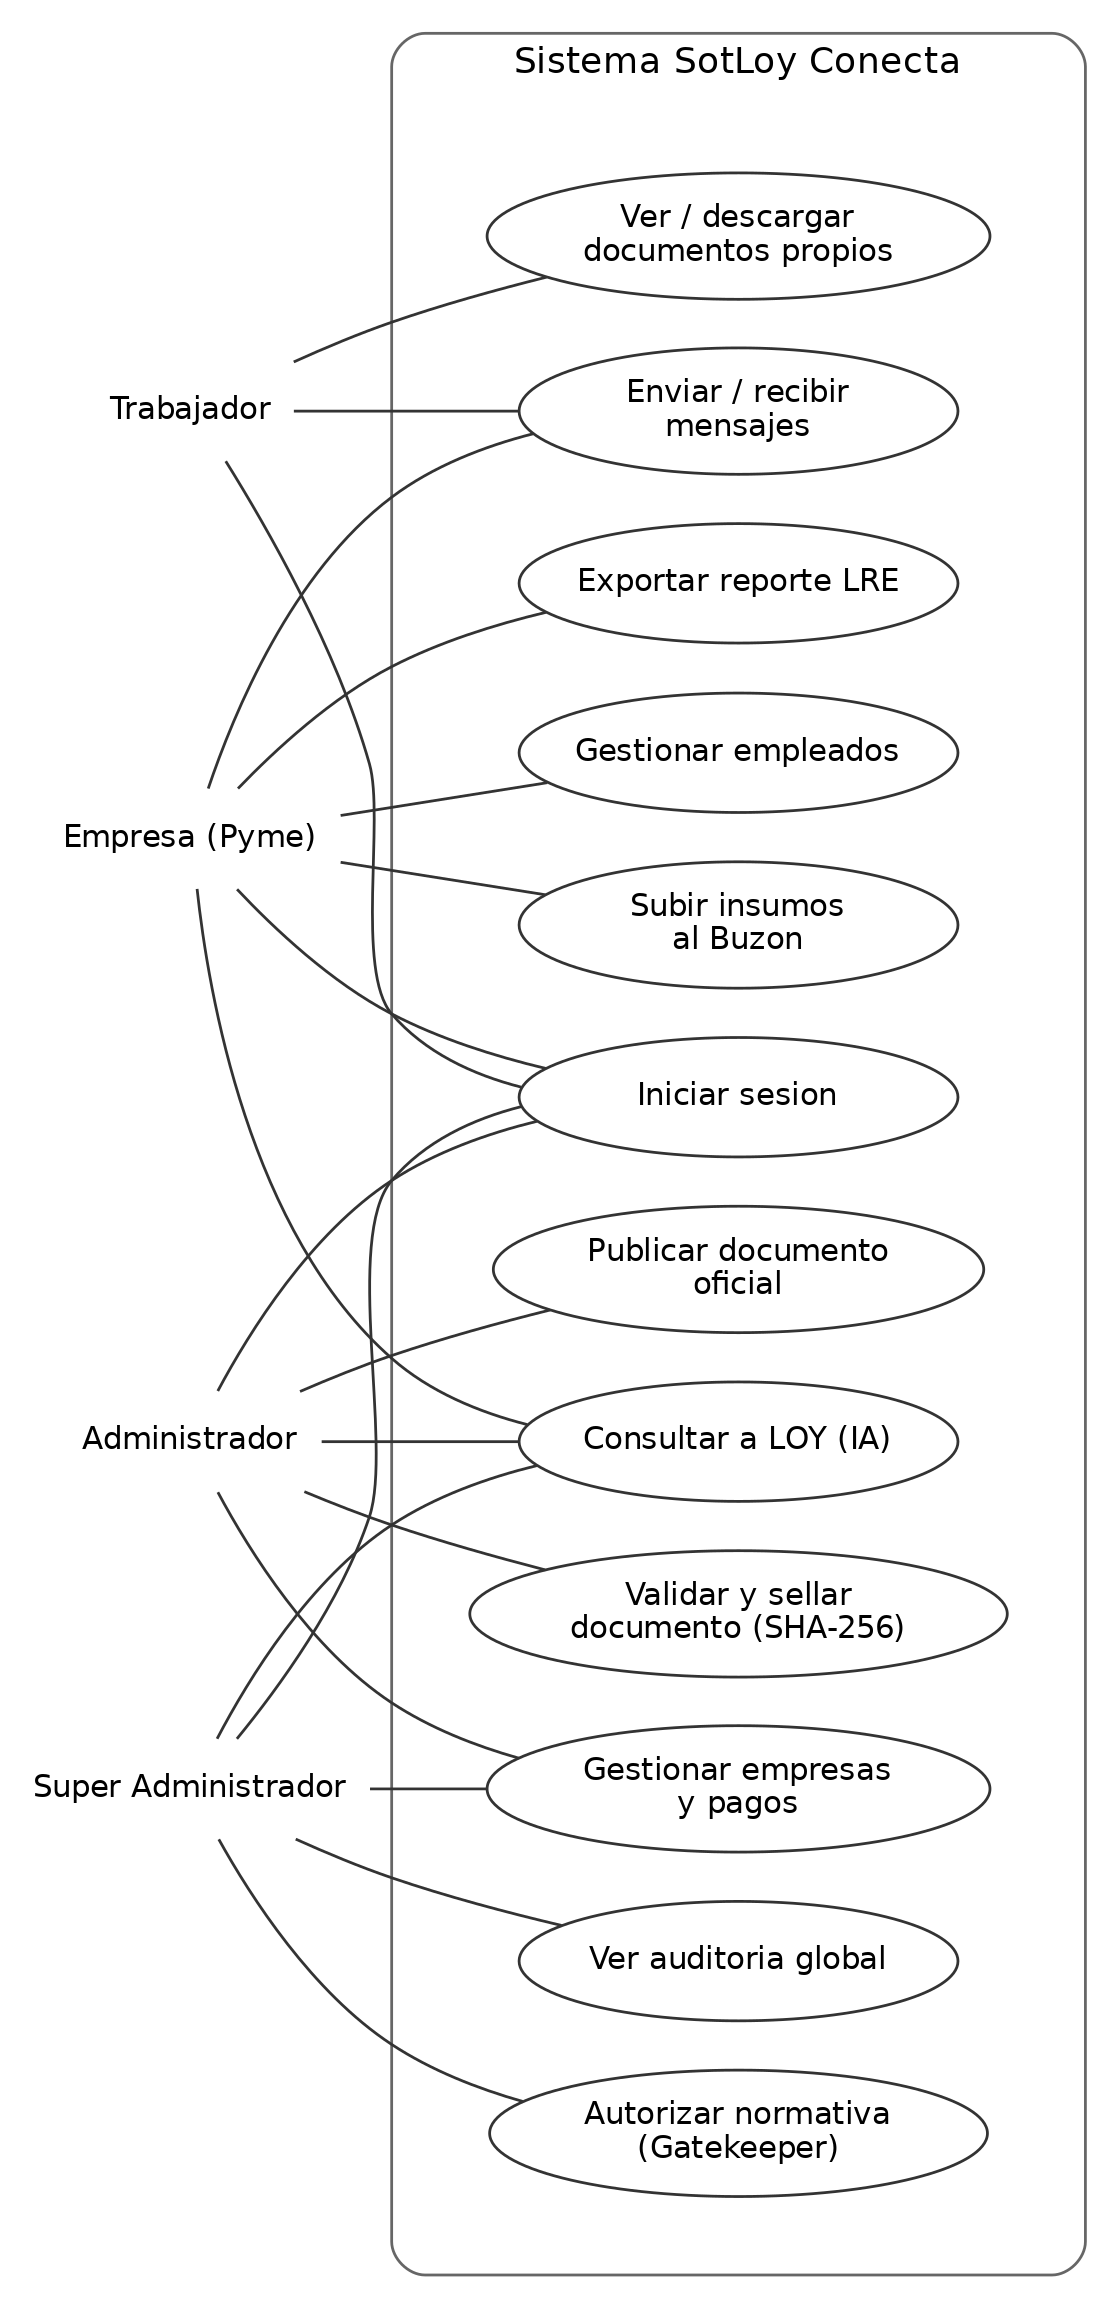 Sistema SotLoy Conecta
Ver / descargar
documentos propios
Trabajador
Enviar / recibir
mensajes
Exportar reporte LRE
Gestionar empleados
Empresa (Pyme)
Subir insumos
al Buzon
Iniciar sesion
Publicar documento
oficial
Administrador
Consultar a LOY (IA)
Validar y sellar
documento (SHA-256)
Super Administrador
Gestionar empresas
y pagos
Ver auditoria global
Autorizar normativa
(Gatekeeper)